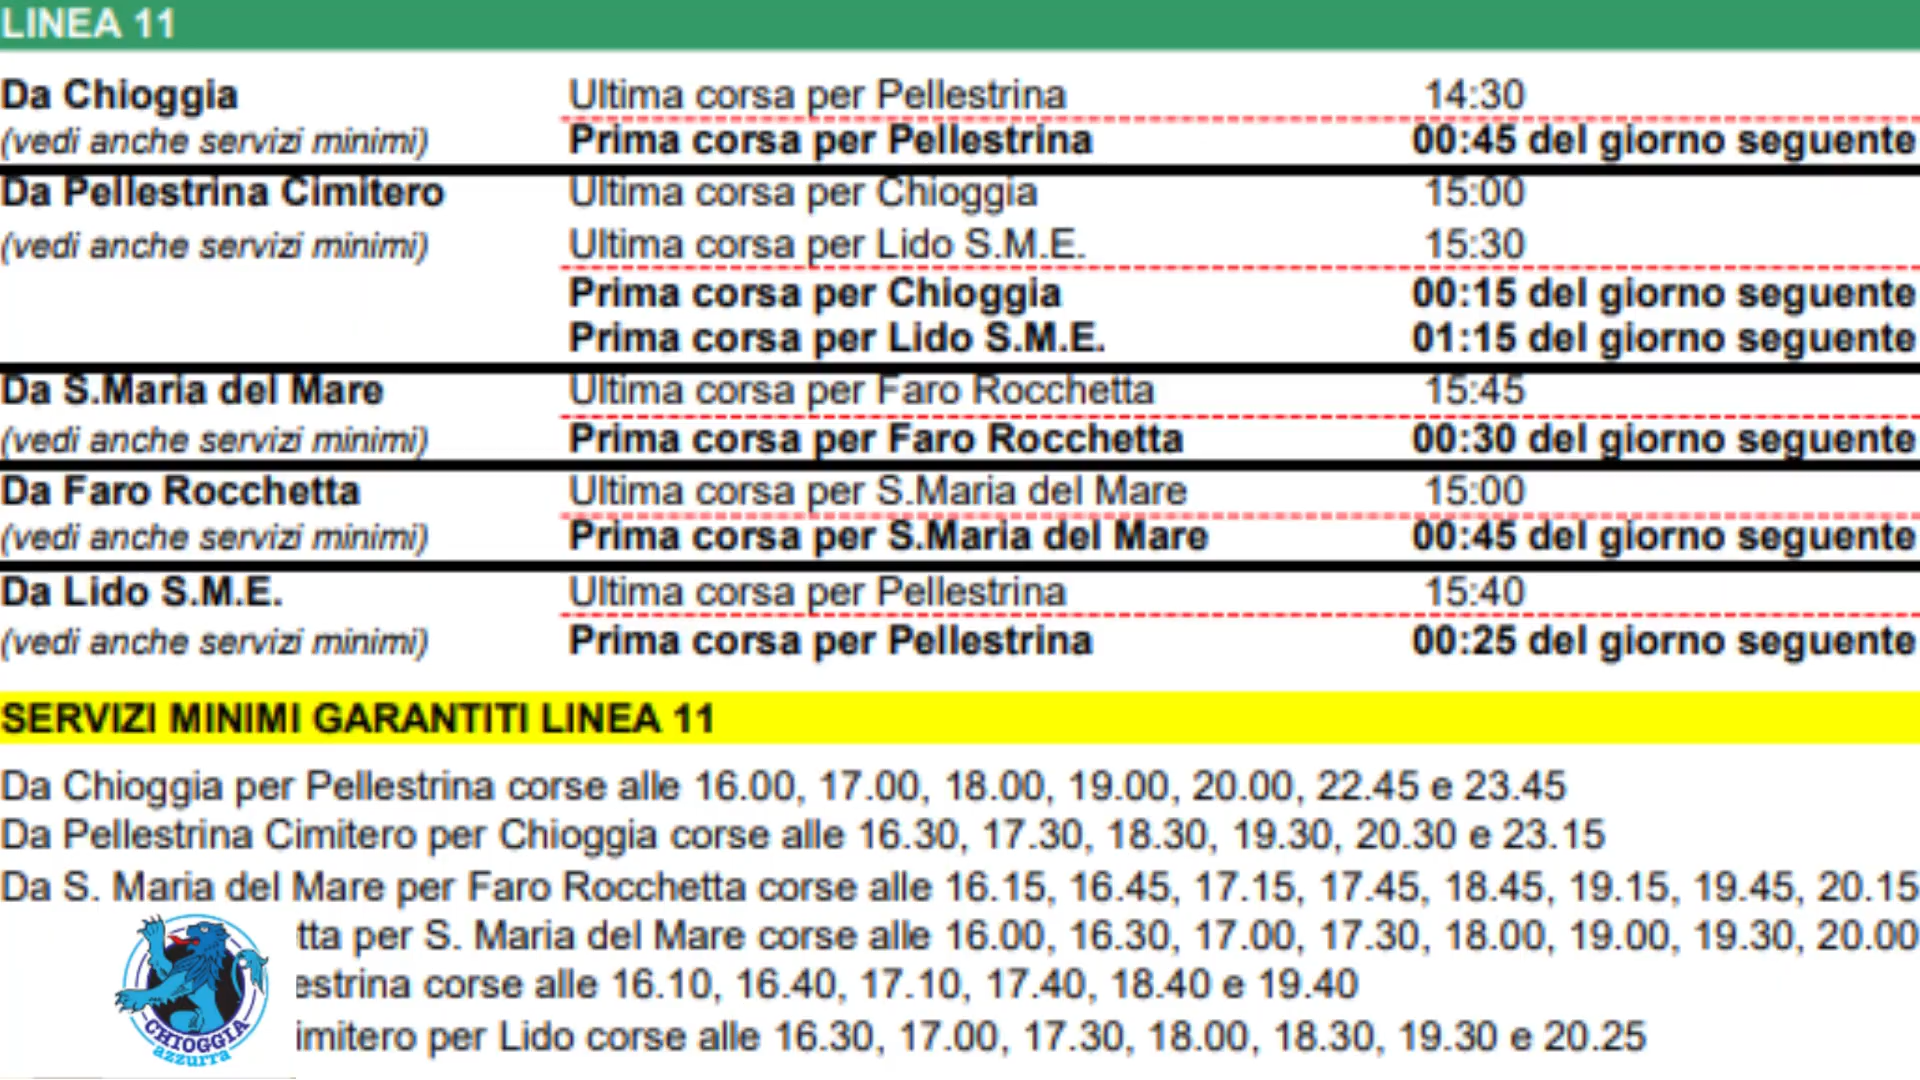 LINEA 11
Da Chioggia Ultima corsa per Pellestrina 14:30
(vedi anche servizi minimi) Prima corsa per Pellestrina 00:45 del giorno seguente
Da Pellestrina Cimitero Ultima corsa per Chioggia 15:00
(vedi anche servizi minimi) Ultima corsa per Lido S.M.E. 15:30
Prima corsa per Chioggia 00:15 del giorno seguente
Prima corsa per Lido S.M.E. 01:15 del giorno seguente
Da S.Maria del Mare Ultima corsa per Faro Rocchetta 15:45
(vedi anche servizi minimi) Prima corsa per Faro Rocchetta 00:30 del giorno seguente
Da Faro Rocchetta Ultima corsa per S.Maria del Mare 15:00
(vedi anche servizi minimi) Prima corsa per S.Maria del Mare 00:45 del giorno seguente
Da Lido S.M.E. Ultima corsa per Pellestrina 15:40
(vedi anche servizi minimi) Prima corsa per Pellestrina 00:25 del giorno seguente
SERVIZI MINIMI GARANTITI LINEA 11
Da Chioggia per Pellestrina corse alle 16.00, 17.00, 18.00, 19.00, 20.00, 22.45 e 23.45
Da Pellestrina Cimitero per Chioggia corse alle 16.30, 17.30, 18.30, 19.30, 20.30 e 23.15
Da S. Maria del Mare per Faro Rocchetta corse alle 16.15, 16.45, 17.15, 17.45, 18.45, 19.15, 19.45, 20.15
tta per S. Maria del Mare corse alle 16.00, 16.30, 17.00, 17.30, 18.00, 19.00, 19.30, 20.00
estrina corse alle 16.10, 16.40, 17.10, 17.40, 18.40 e 19.40
imitero per Lido corse alle 16.30, 17.00, 17.30, 18.00, 18.30, 19.30 e 20.25
CHIOGGIA
azzurra